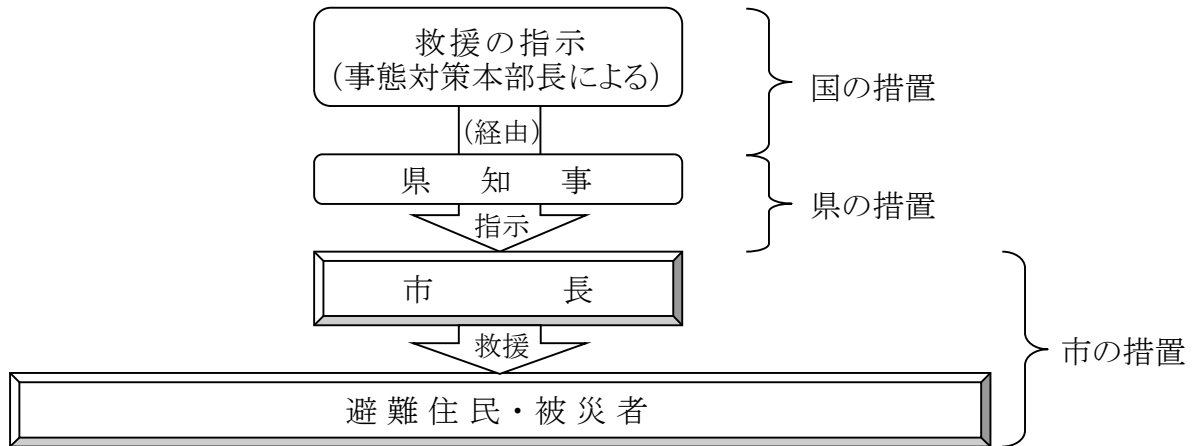 救援の指示
(事態対策本部長による)
国の措置
(経由)
県知事
県の措置
指示
市長
救援
市の措置
避難住民・被災者